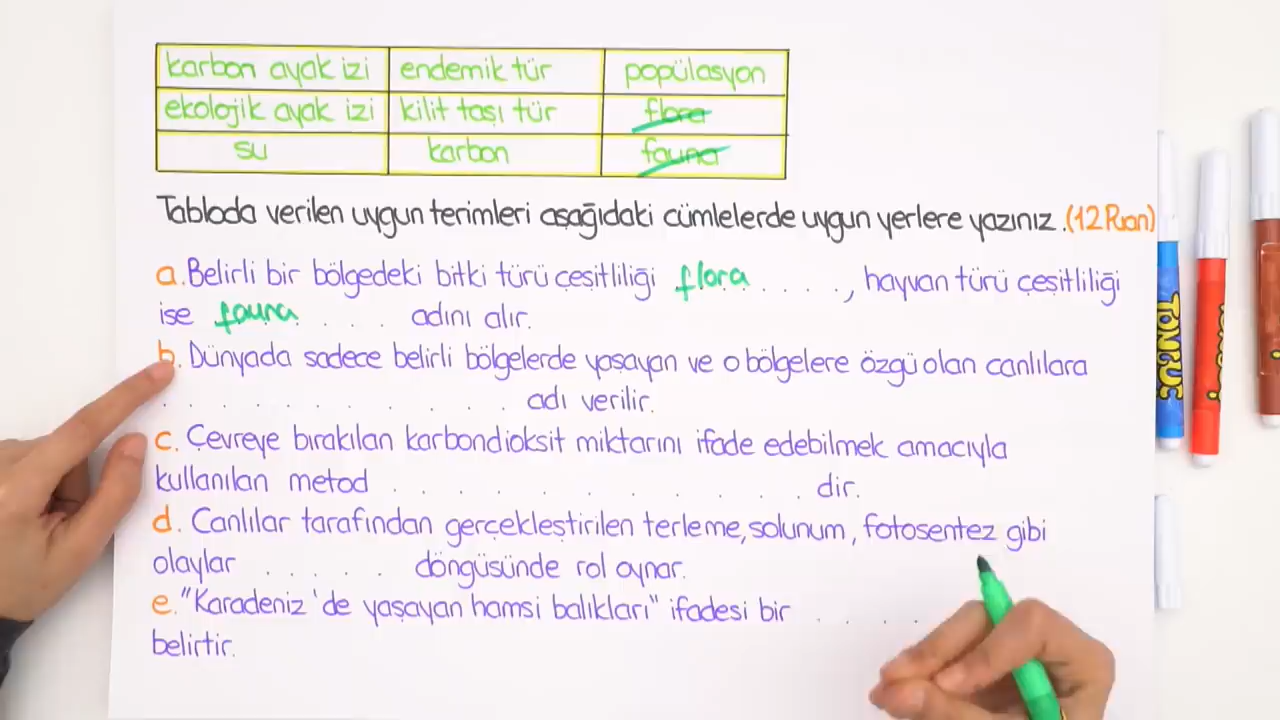 karbon ayak izi endemik tür popülasyon
ekolojik ayak izi kilit taşı tür flora
su karbon fauna
Tabloda verilen uygun terimleri aşağıdaki cümlelerde uygun yerlere yazınız.(12Puan)
a.Belirli bir bölgedeki bitki türü çeşitliliği flora . . . . ., hayvan türü çeşitliliği
ise fauna . . . adını alır.
b. Dünyada sadece belirli bölgelerde yaşayan ve o bölgelere özgü olan canlılara
. . . . . . . . . . . . adı verilir.
c. Çevreye bırakılan karbondioksit miktarını ifade edebilmek amacıyla
kullanılan metod . . . . . . . . . . . . dir.
d. Canlılar tarafından gerçekleştirilen terleme, solunum, fotosentez gibi
olaylar . . . . . döngüsünde rol oynar.
e."Karadeniz'de yaşayan hamsi balıkları" ifadesi bir . . . .
belirtir.
TONGUÇ